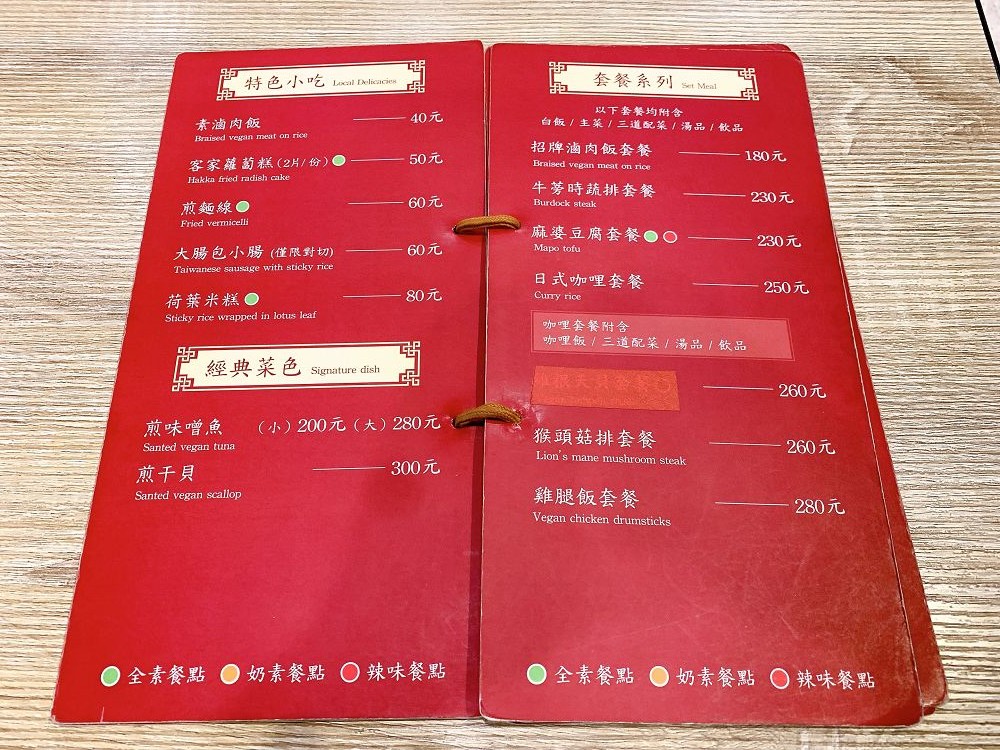 特色小吃 Local Delicacies
素滷肉飯 40元
Braised vegan meat on rice
客家蘿蔔糕(2片/份) 50元
Hakka fried radish cake
煎麵線 60元
Fried vermicelli
大腸包小腸 (僅限對切) 60元
Taiwanese sausage with sticky rice
荷葉米糕 80元
Sticky rice wrapped in lotus leaf
經典菜色 Signature dish
煎味噌魚 (小) 200元 (大) 280元
Santed vegan tuna
煎干貝 300元
Santed vegan scallop
全素餐點 奶素餐點 辣味餐點
套餐系列 Set Meal
以下套餐均附含
白飯 / 主菜 / 三道配菜 / 湯品 / 飲品
招牌滷肉飯套餐 180元
Braised vegan meat on rice
牛蒡時蔬排套餐 230元
Burdock steak
麻婆豆腐套餐 230元
Mapo tofu
日式咖哩套餐 250元
Curry rice
咖哩套餐附含
咖哩飯 / 三道配菜 / 湯品 / 飲品
260元
猴頭菇排套餐 260元
Lion's mane mushroom steak
雞腿飯套餐 280元
Vegan chicken drumsticks
全素餐點 奶素餐點 辣味餐點